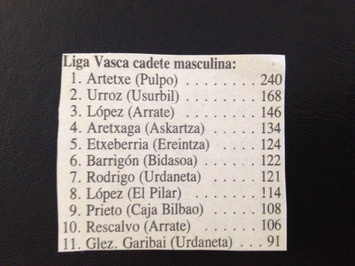 Liga Vasca cadete masculina:
1. Artetxe (Pulpo) . . . . . . . . 240
2. Urroz (Usurbil) . . . . . . . . 168
3. López (Arrate) . . . . . . . . 146
4. Aretxaga (Askartza) . . . . . 134
5. Etxeberria (Ereintza) . . . . 124
6. Barrigón (Bidasoa) . . . . . . 122
7. Rodrigo (Urdaneta) . . . . . 121
8. López (El Pilar) . . . . . . . . 114
9. Prieto (Caja Bilbao) . . . . . 108
10. Rescalvo (Arrate) . . . . . . 106
11. Glez. Garibai (Urdaneta) . . . 91